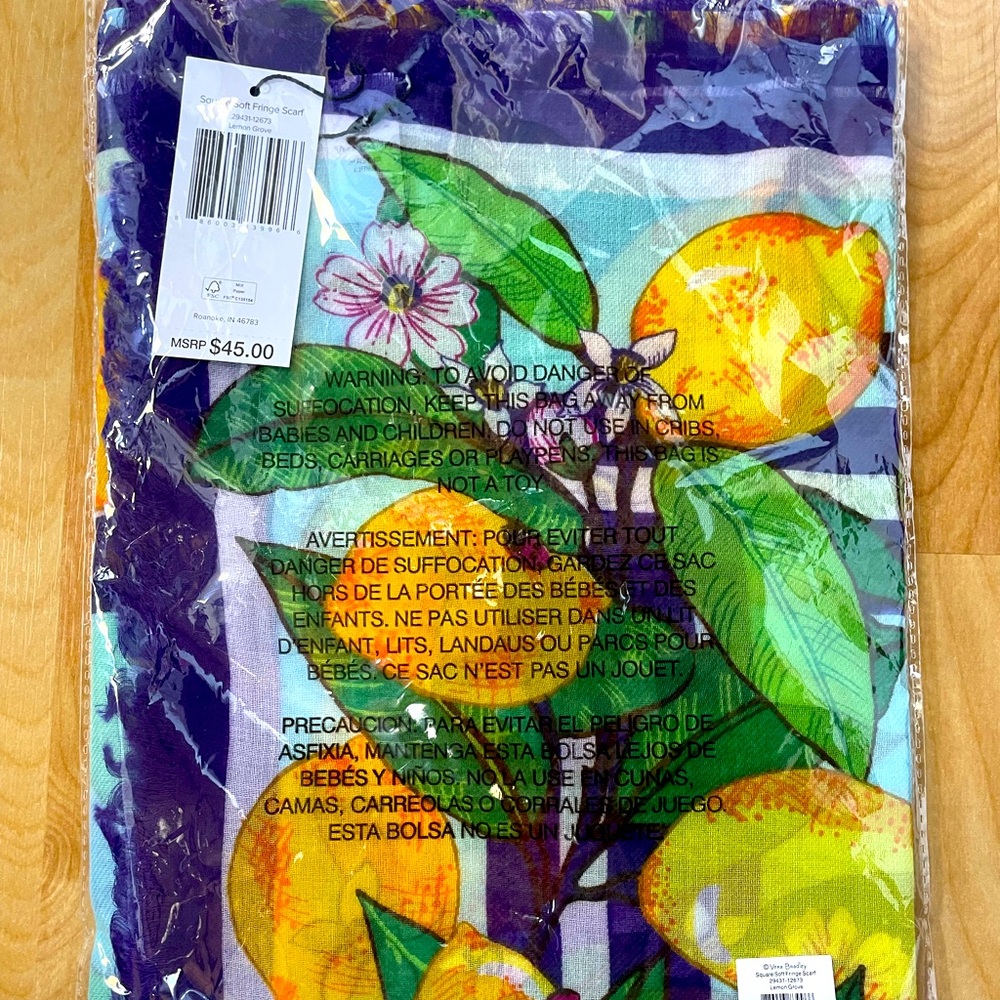 Square Soft Fringe Scarf
29431-12673
Lemon Grove
FSC
MIX
Paper
Roanoke, IN 46783
MSRP $45.00
WARNING: TO AVOID DANGER OF
SUFFOCATION, KEEP THIS BAG AWAY FROM
BABIES AND CHILDREN. DO NOT USE IN CRIBS,
BEDS, CARRIAGES OR PLAYPENS. THIS BAG IS
NOT A TOY
AVERTISSEMENT: POUR EVITER TOUT
DANGER DE SUFFOCATION, GARDEZ CE SAC
HORS DE LA PORTÉE DES BÉBÉS ET DES
ENFANTS. NE PAS UTILISER DANS UN LIT
D'ENFANT, LITS, LANDAUS OU PARCS POUR
BÉBÉS. CE SAC N'EST PAS UN JOUET.
PRECAUCION: PARA EVITAR EL PELIGRO DE
ASFIXIA, MANTENGA ESTA BOLSA LEJOS DE
BEBÉS Y NIÑOS. NO LA USE EN CUNAS,
CAMAS, CARREOLAS O CORRALES DE JUEGO.
ESTA BOLSA NO ES UN JUGUETE.
© Vera Bradley
Square Soft Fringe Scarf
29431-12673
Lemon Grove